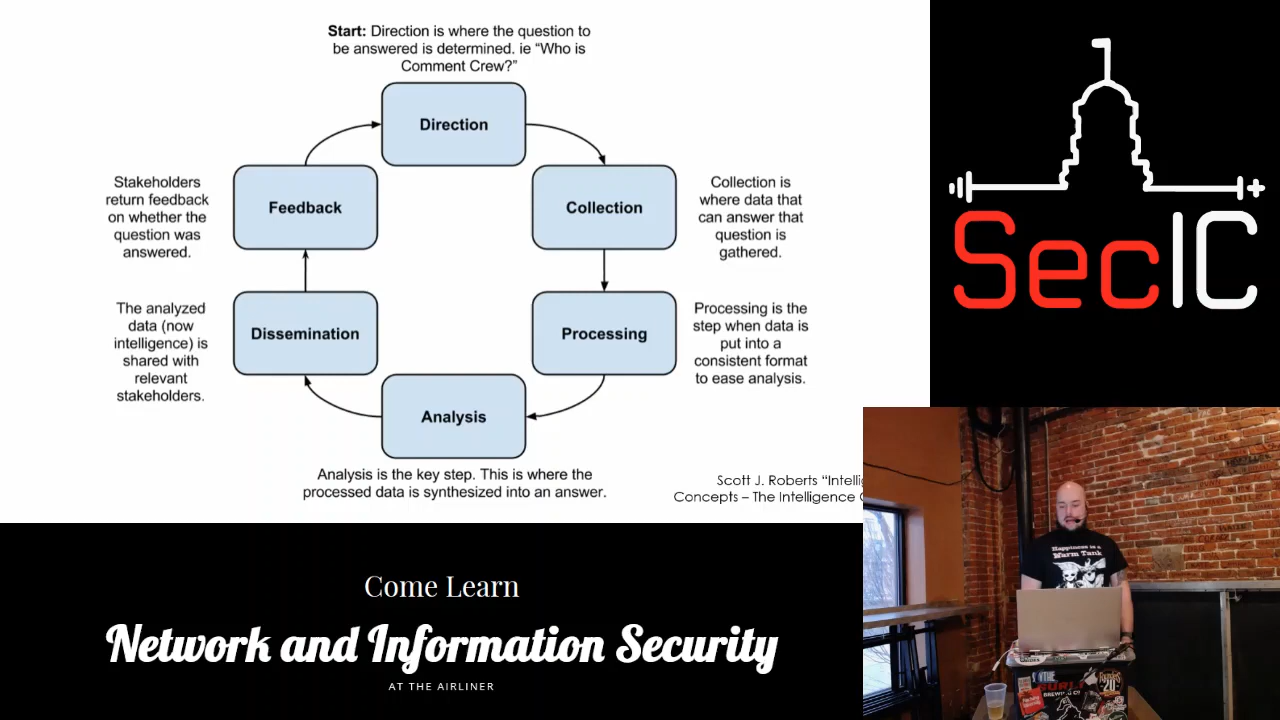 Start: Direction is where the question to
be answered is determined. ie “Who is
Comment Crew?”
Direction
Stakeholders
return feedback
on whether the
question was
answered.
Feedback
Collection
Collection is
where data that
can answer that
question is
gathered.
The analyzed
data (now
intelligence) is
shared with
relevant
stakeholders.
Dissemination
Processing
Processing is the
step when data is
put into a
consistent format
to ease analysis.
Analysis
Analysis is the key step. This is where the
processed data is synthesized into an answer.
Scott J. Roberts
Concepts – The Intelligence
SecIC
Happiness is a
Warm Tank
Come Learn
Network and Information Security
AT THE AIRLINER